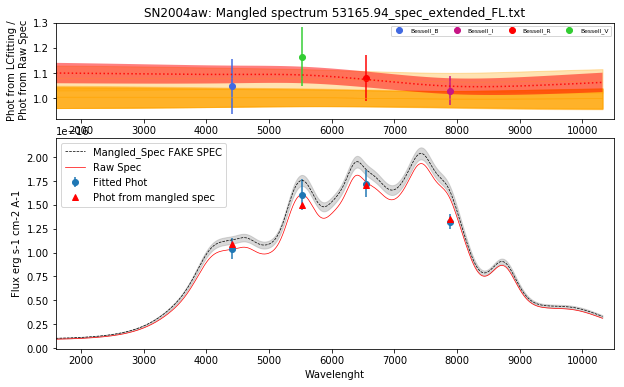 SN2004aw: Mangled spectrum 53165.94_spec_extended_FL.txt
Phot from LCfitting /
Phot from Raw Spec
1.3
1.2
1.1
1.0
Bessell_B
Bessell_I
Bessell_R
Bessell_V
2000 3000 4000 5000 6000 7000 8000 9000 10000
1e−16
Flux erg s-1 cm-2 A-1
2.00
1.75
1.50
1.25
1.00
0.75
0.50
0.25
0.00
Mangled_Spec FAKE SPEC
Raw Spec
Fitted Phot
Phot from mangled spec
2000 3000 4000 5000 6000 7000 8000 9000 10000
Wavelenght